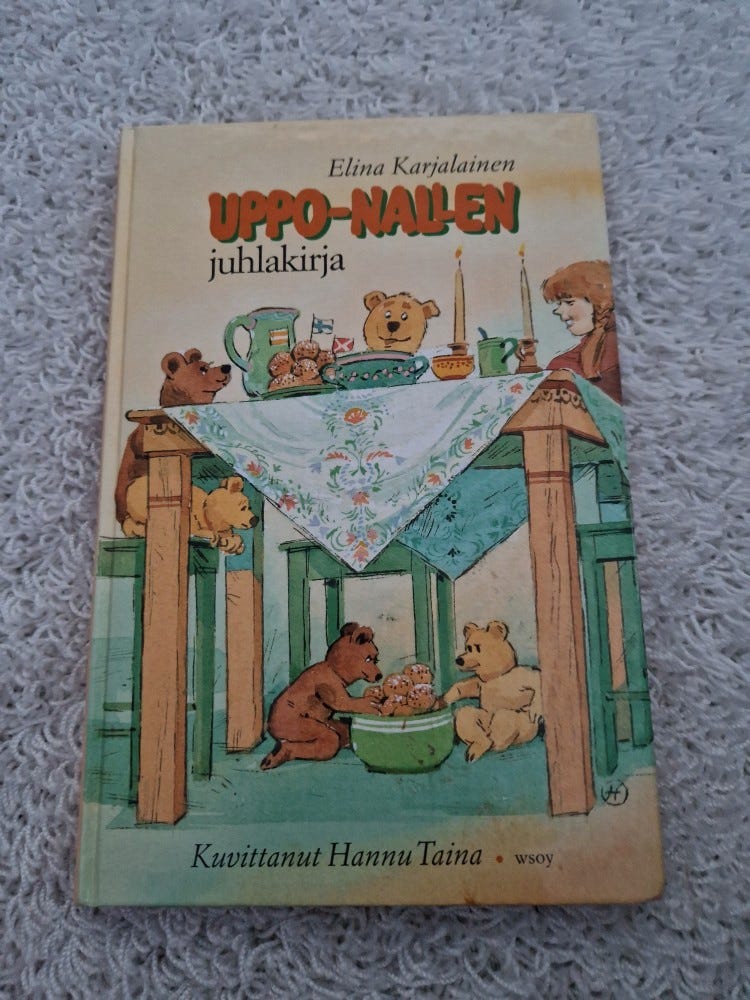 Elina Karjalainen
UPPO-NALLEN
juhlakirja
Kuvittanut Hannu Taina • wsoy